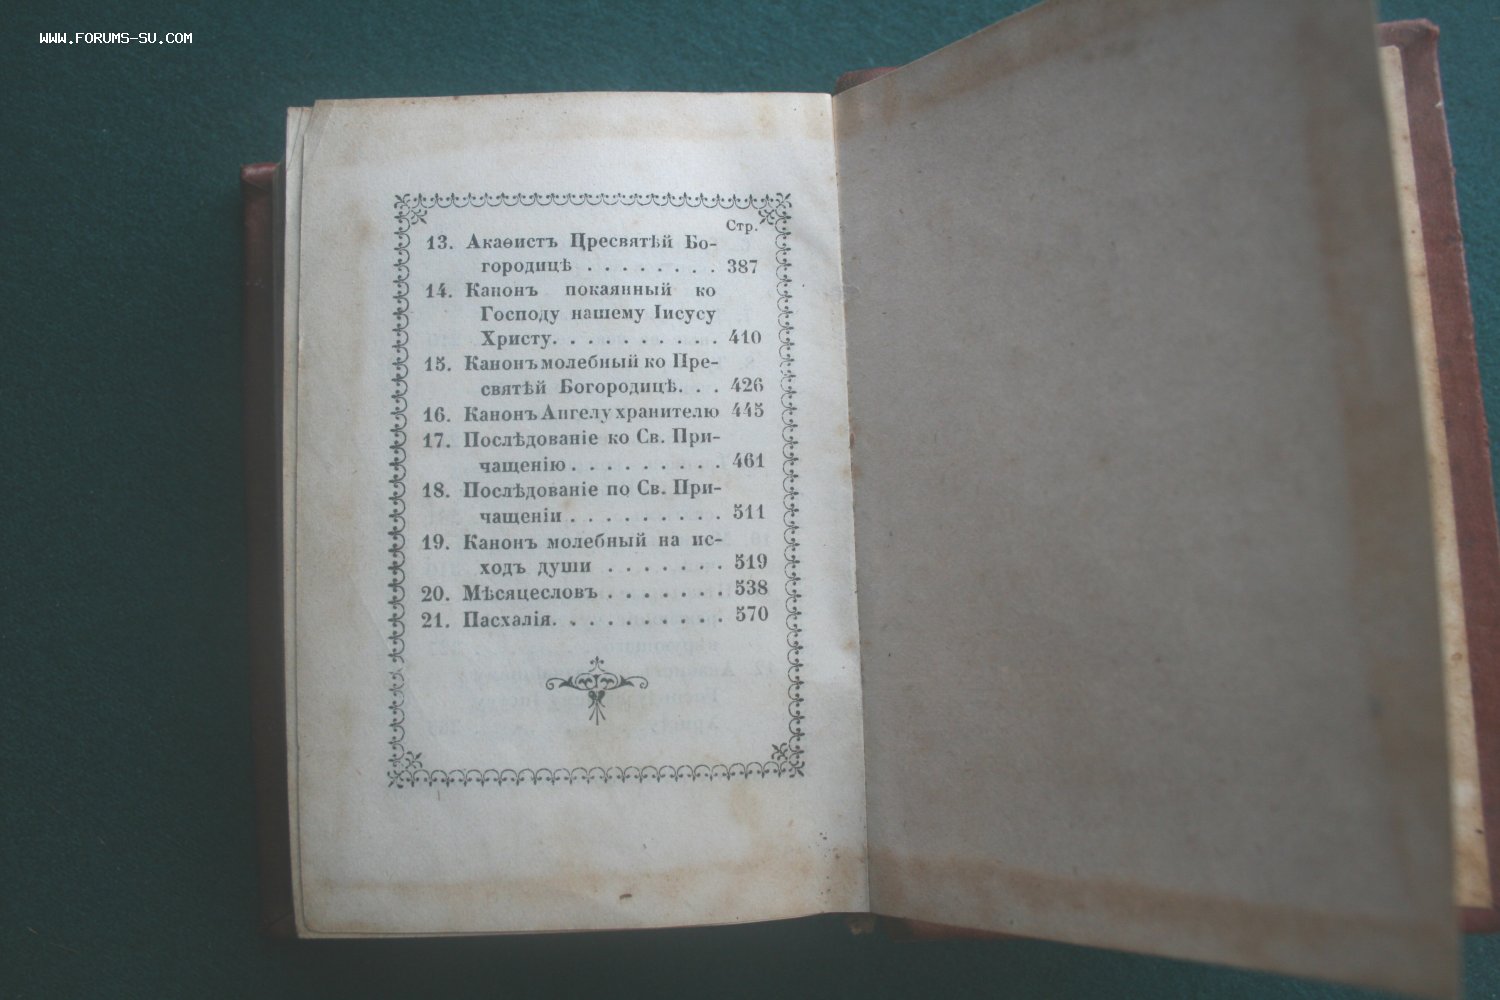 WWW.FORUMS-SU.COM
Стр.
13. Акаѳистъ Пресвятѣй Бо-
городицѣ . . . . . . . . 387
14. Канонъ покаянный ко
Господу нашему Іисусу
Христу. . . . . . . . . . 410
15. Канонъ молебный ко Пре-
святѣй Богородицѣ. . . 426
16. Канонъ Ангелу хранителю 445
17. Послѣдованіе ко Св. При-
чащенію . . . . . . . . . 461
18. Послѣдованіе по Св. При-
чащеніи . . . . . . . . . 511
19. Канонъ молебный на ис-
ходъ души . . . . . . . 519
20. Мѣсяцесловъ . . . . . . . 538
21. Пасхалія. . . . . . . . . . 570